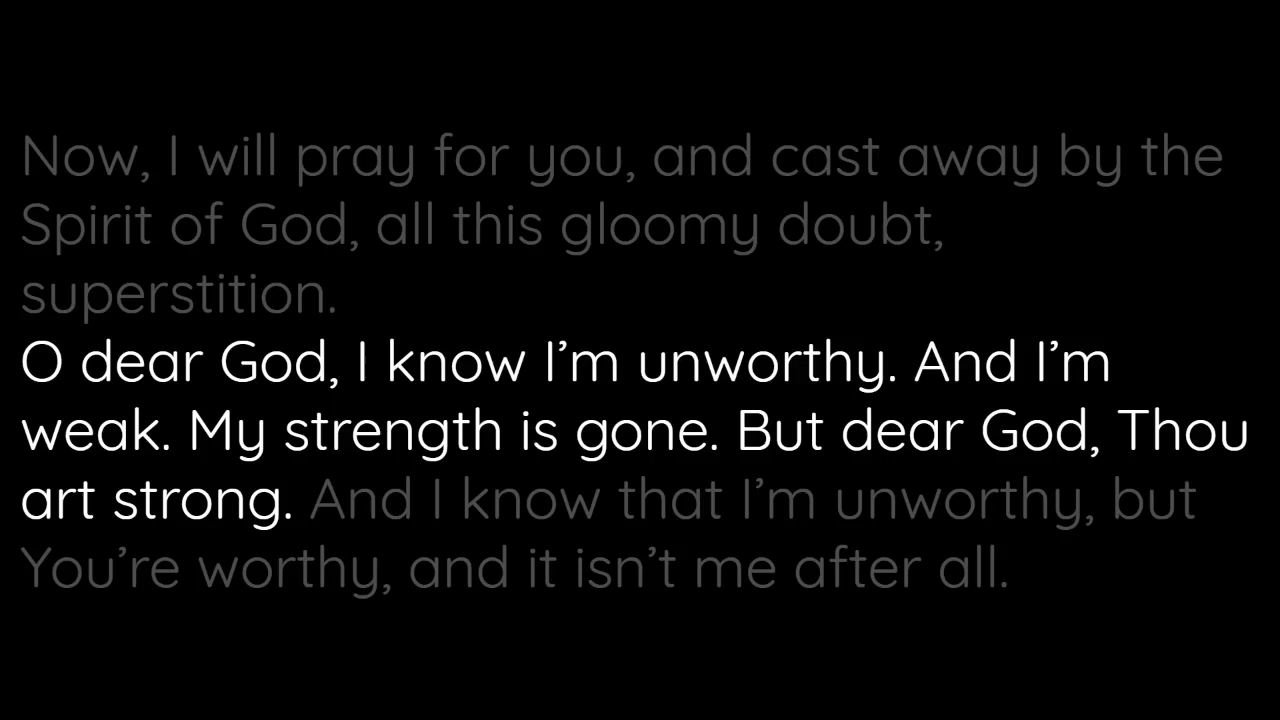 Now, I will pray for you, and cast away by the
Spirit of God, all this gloomy doubt,
superstition.
O dear God, I know I’m unworthy. And I’m
weak. My strength is gone. But dear God, Thou
art strong. And I know that I’m unworthy, but
You’re worthy, and it isn’t me after all.